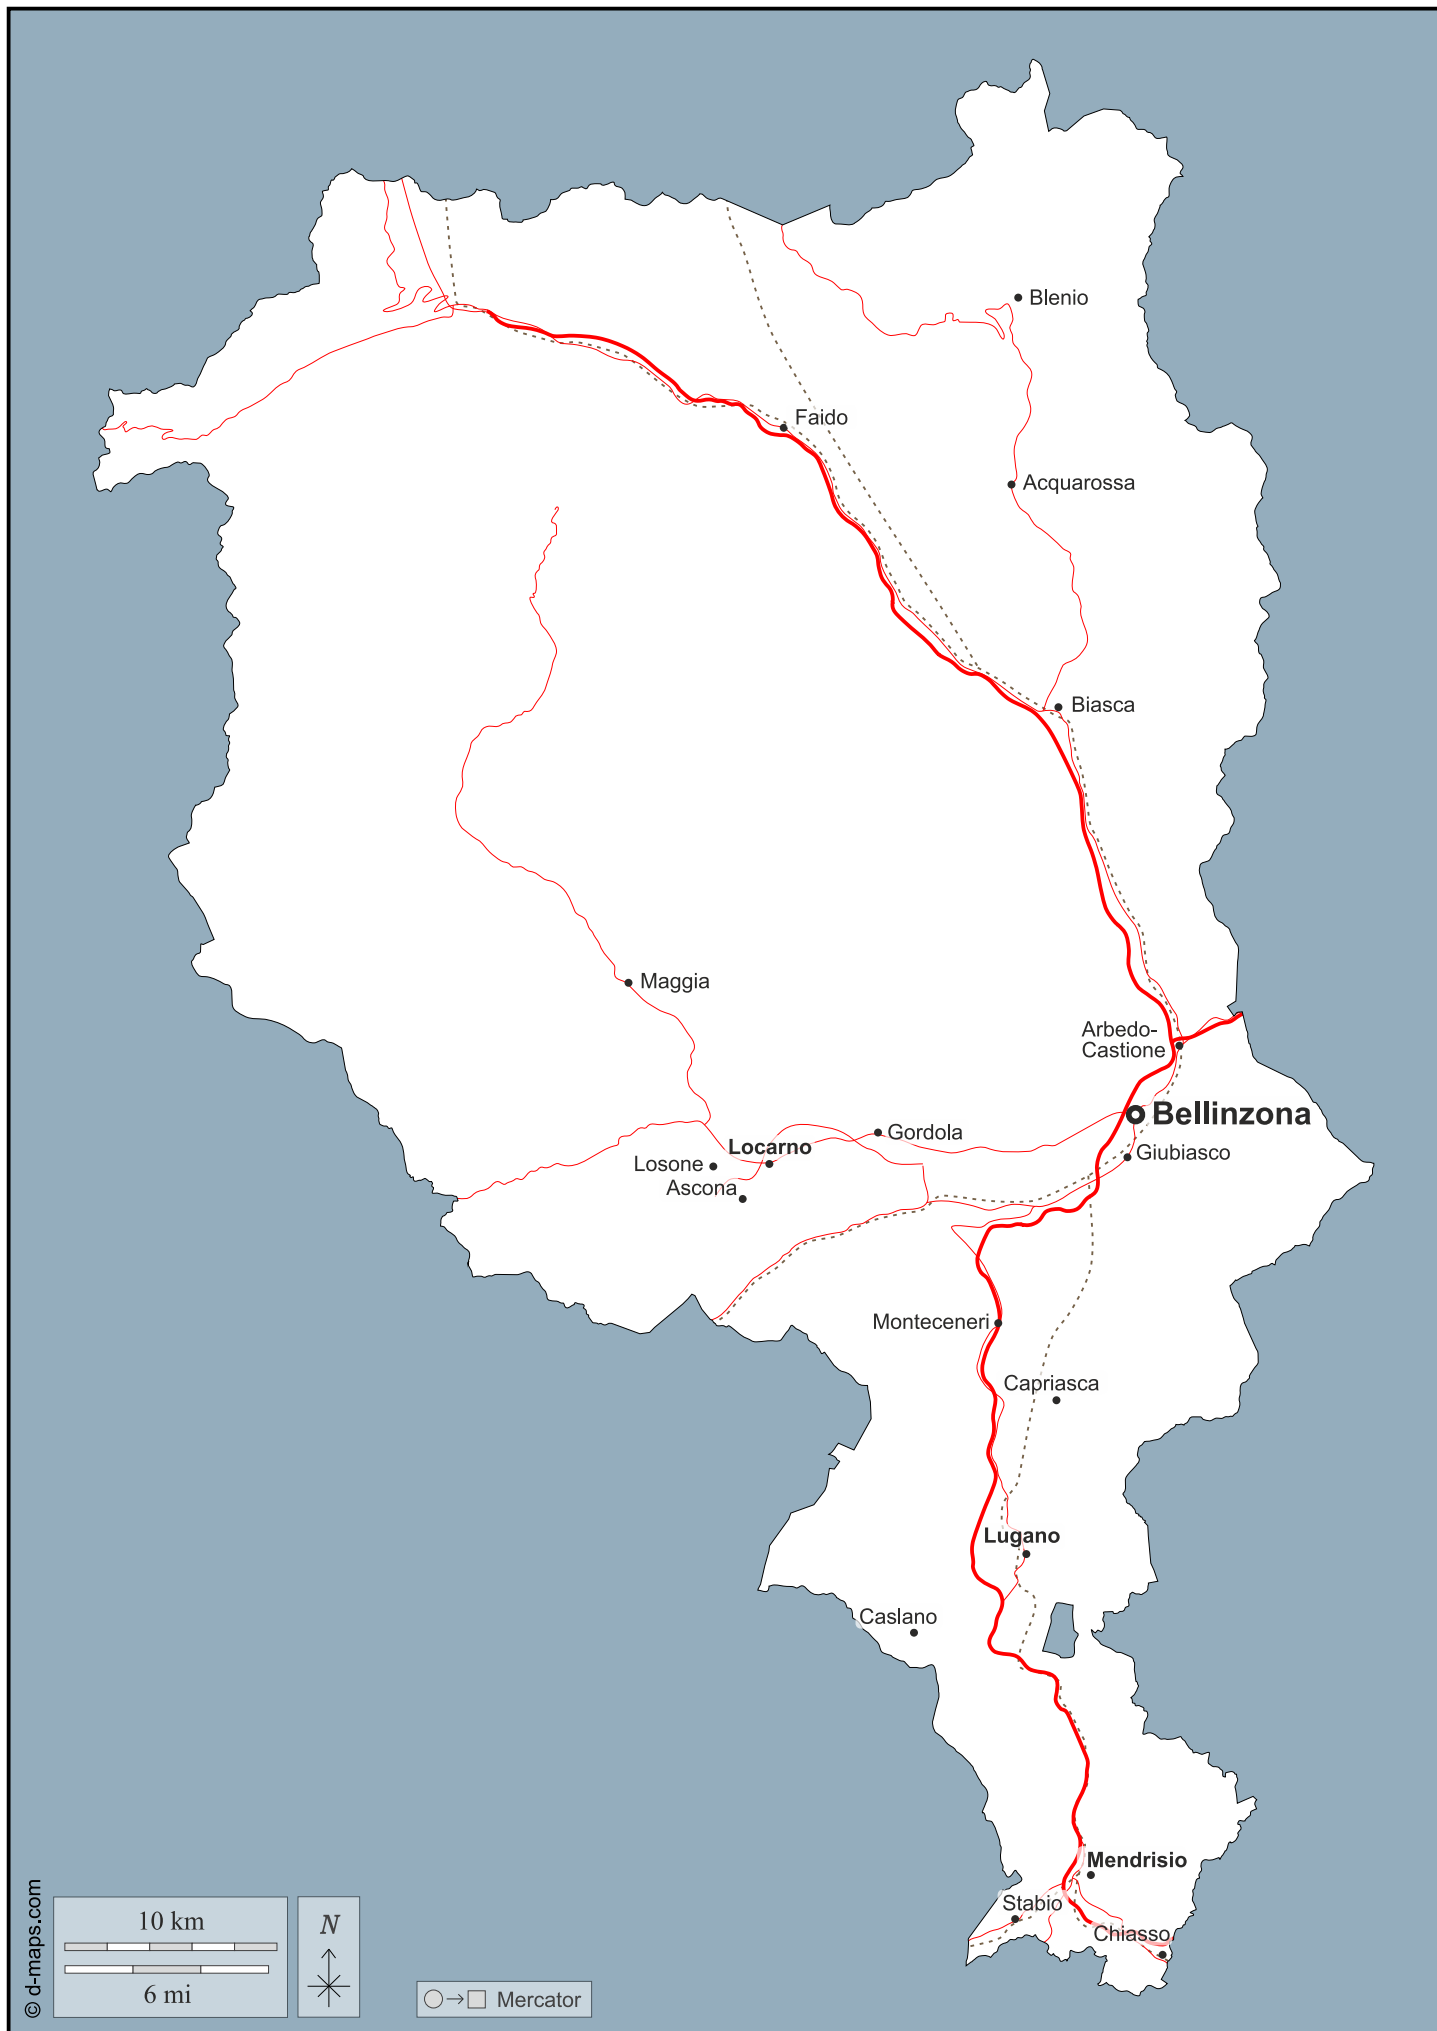 Blenio
Faido
Acquarossa
Biasca
Maggia
Arbedo-
Castione
Bellinzona
Gordola
Locarno
Giubiasco
Losone
Ascona
Monteceneri
Capriasca
Lugano
Caslano
Mendrisio
Stabio
Chiasso
© d-maps.com
10 km
6 mi
N
Mercator